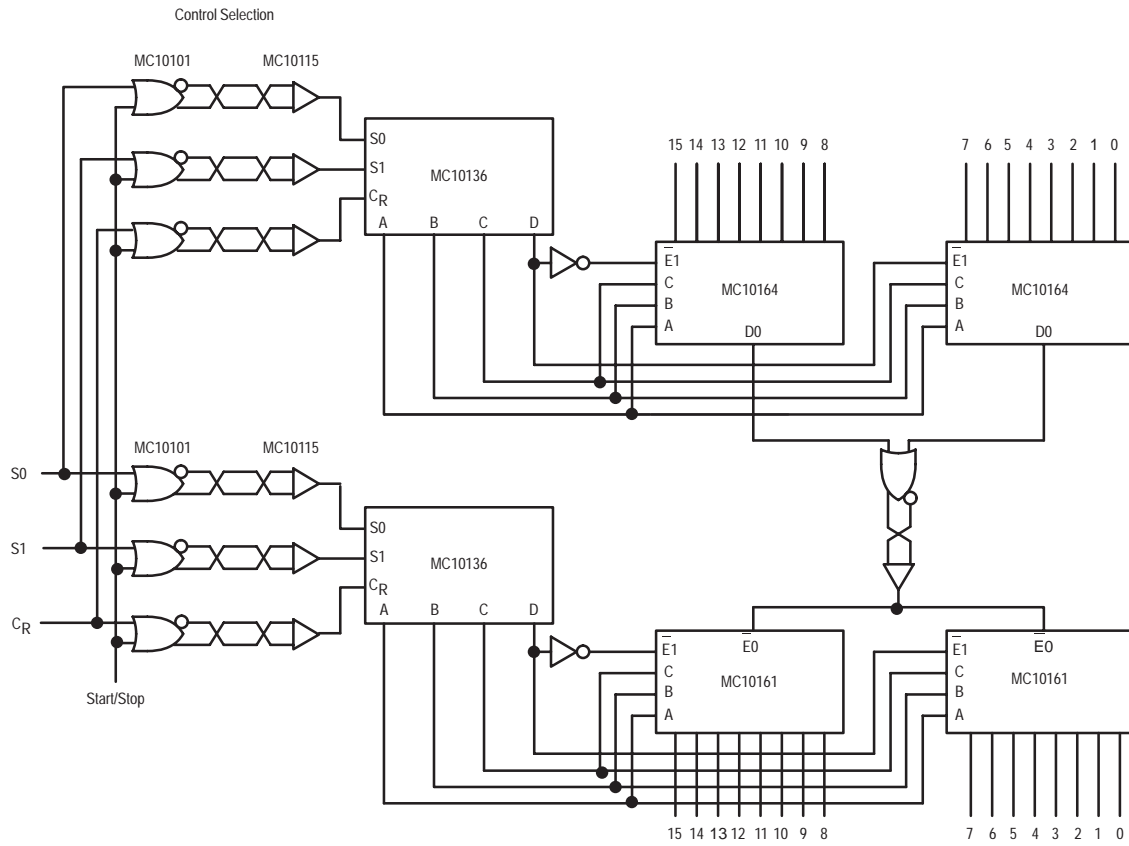 Control Selection
MC10101 MC10115
S0
S1
CR
MC10136
A B C D
15 14 13 12 11 10 9 8
7 6 5 4 3 2 1 0
E1
C
B
A
MC10164
D0
E1
C
B
A
MC10164
D0
MC10101 MC10115
S0
S1
CR
Start/Stop
S0
S1
CR
MC10136
A B C D
E1
C
B
A
E0
MC10161
E1
C
B
A
E0
MC10161
15 14 13 12 11 10 9 8
7 6 5 4 3 2 1 0